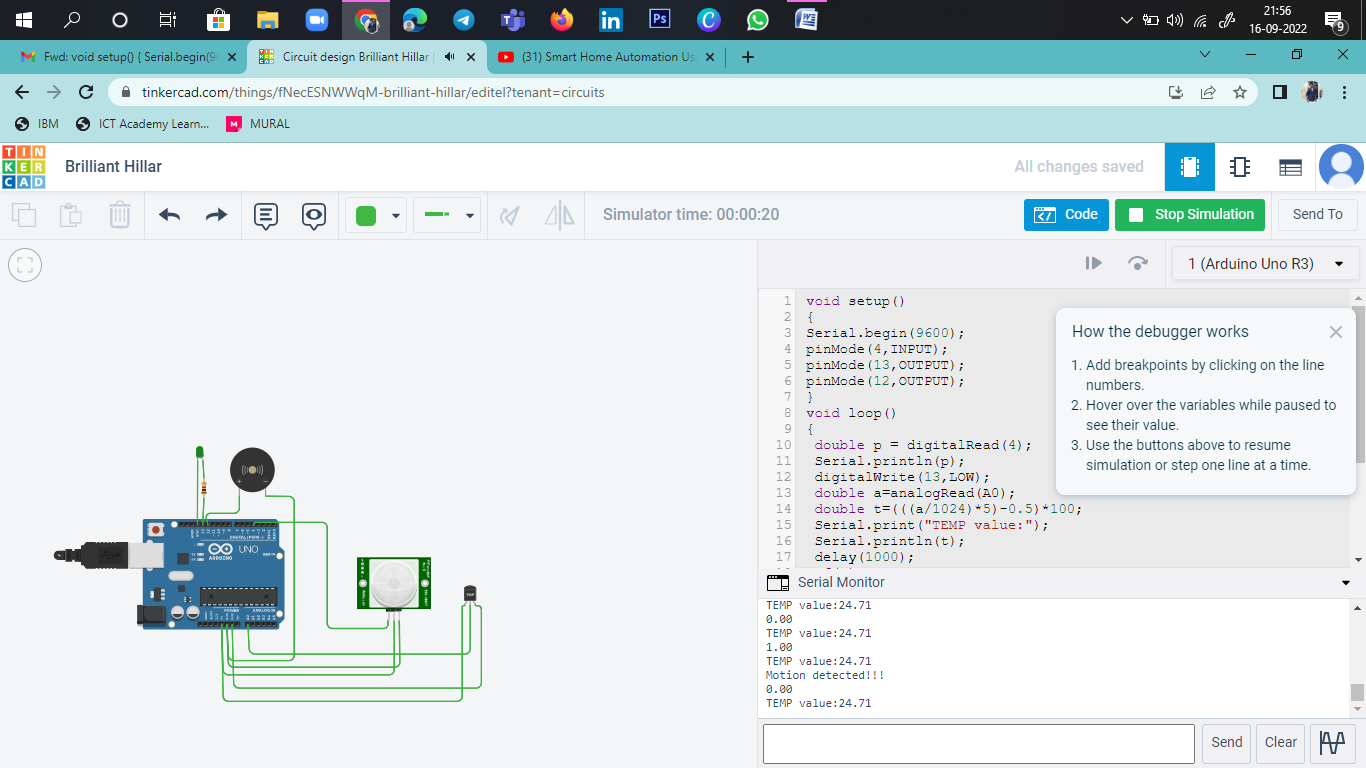 21:56
16-09-2022
9
Fwd: void setup() { Serial.begin(9
Circuit design Brilliant Hillar
(31) Smart Home Automation Us
tinkercad.com/things/fNecESNWWqM-brilliant-hillar/editel?tenant=circuits
IBM
ICT Academy Learn...
MURAL
TIN
KER
CAD
Brilliant Hillar
All changes saved
Simulator time: 00:00:20
Code
Stop Simulation
Send To
1 (Arduino Uno R3)
1 void setup()
2 {
3 Serial.begin(9600);
4 pinMode(4,INPUT);
5 pinMode(13,OUTPUT);
6 pinMode(12,OUTPUT);
7 }
8 void loop()
9 {
10 double p = digitalRead(4);
11 Serial.println(p);
12 digitalWrite(13,LOW);
13 double a=analogRead(A0);
14 double t=(((a/1024)*5)-0.5)*100;
15 Serial.print("TEMP value:");
16 Serial.println(t);
17 delay(1000);
How the debugger works
1. Add breakpoints by clicking on the line
numbers.
2. Hover over the variables while paused to
see their value.
3. Use the buttons above to resume
simulation or step one line at a time.
UNO
ARDUINO
DIGITAL (PWM~)
POWER
ANALOG IN
TMP
Serial Monitor
TEMP value:24.71
0.00
TEMP value:24.71
1.00
TEMP value:24.71
Motion detected!!!
0.00
TEMP value:24.71
Send
Clear